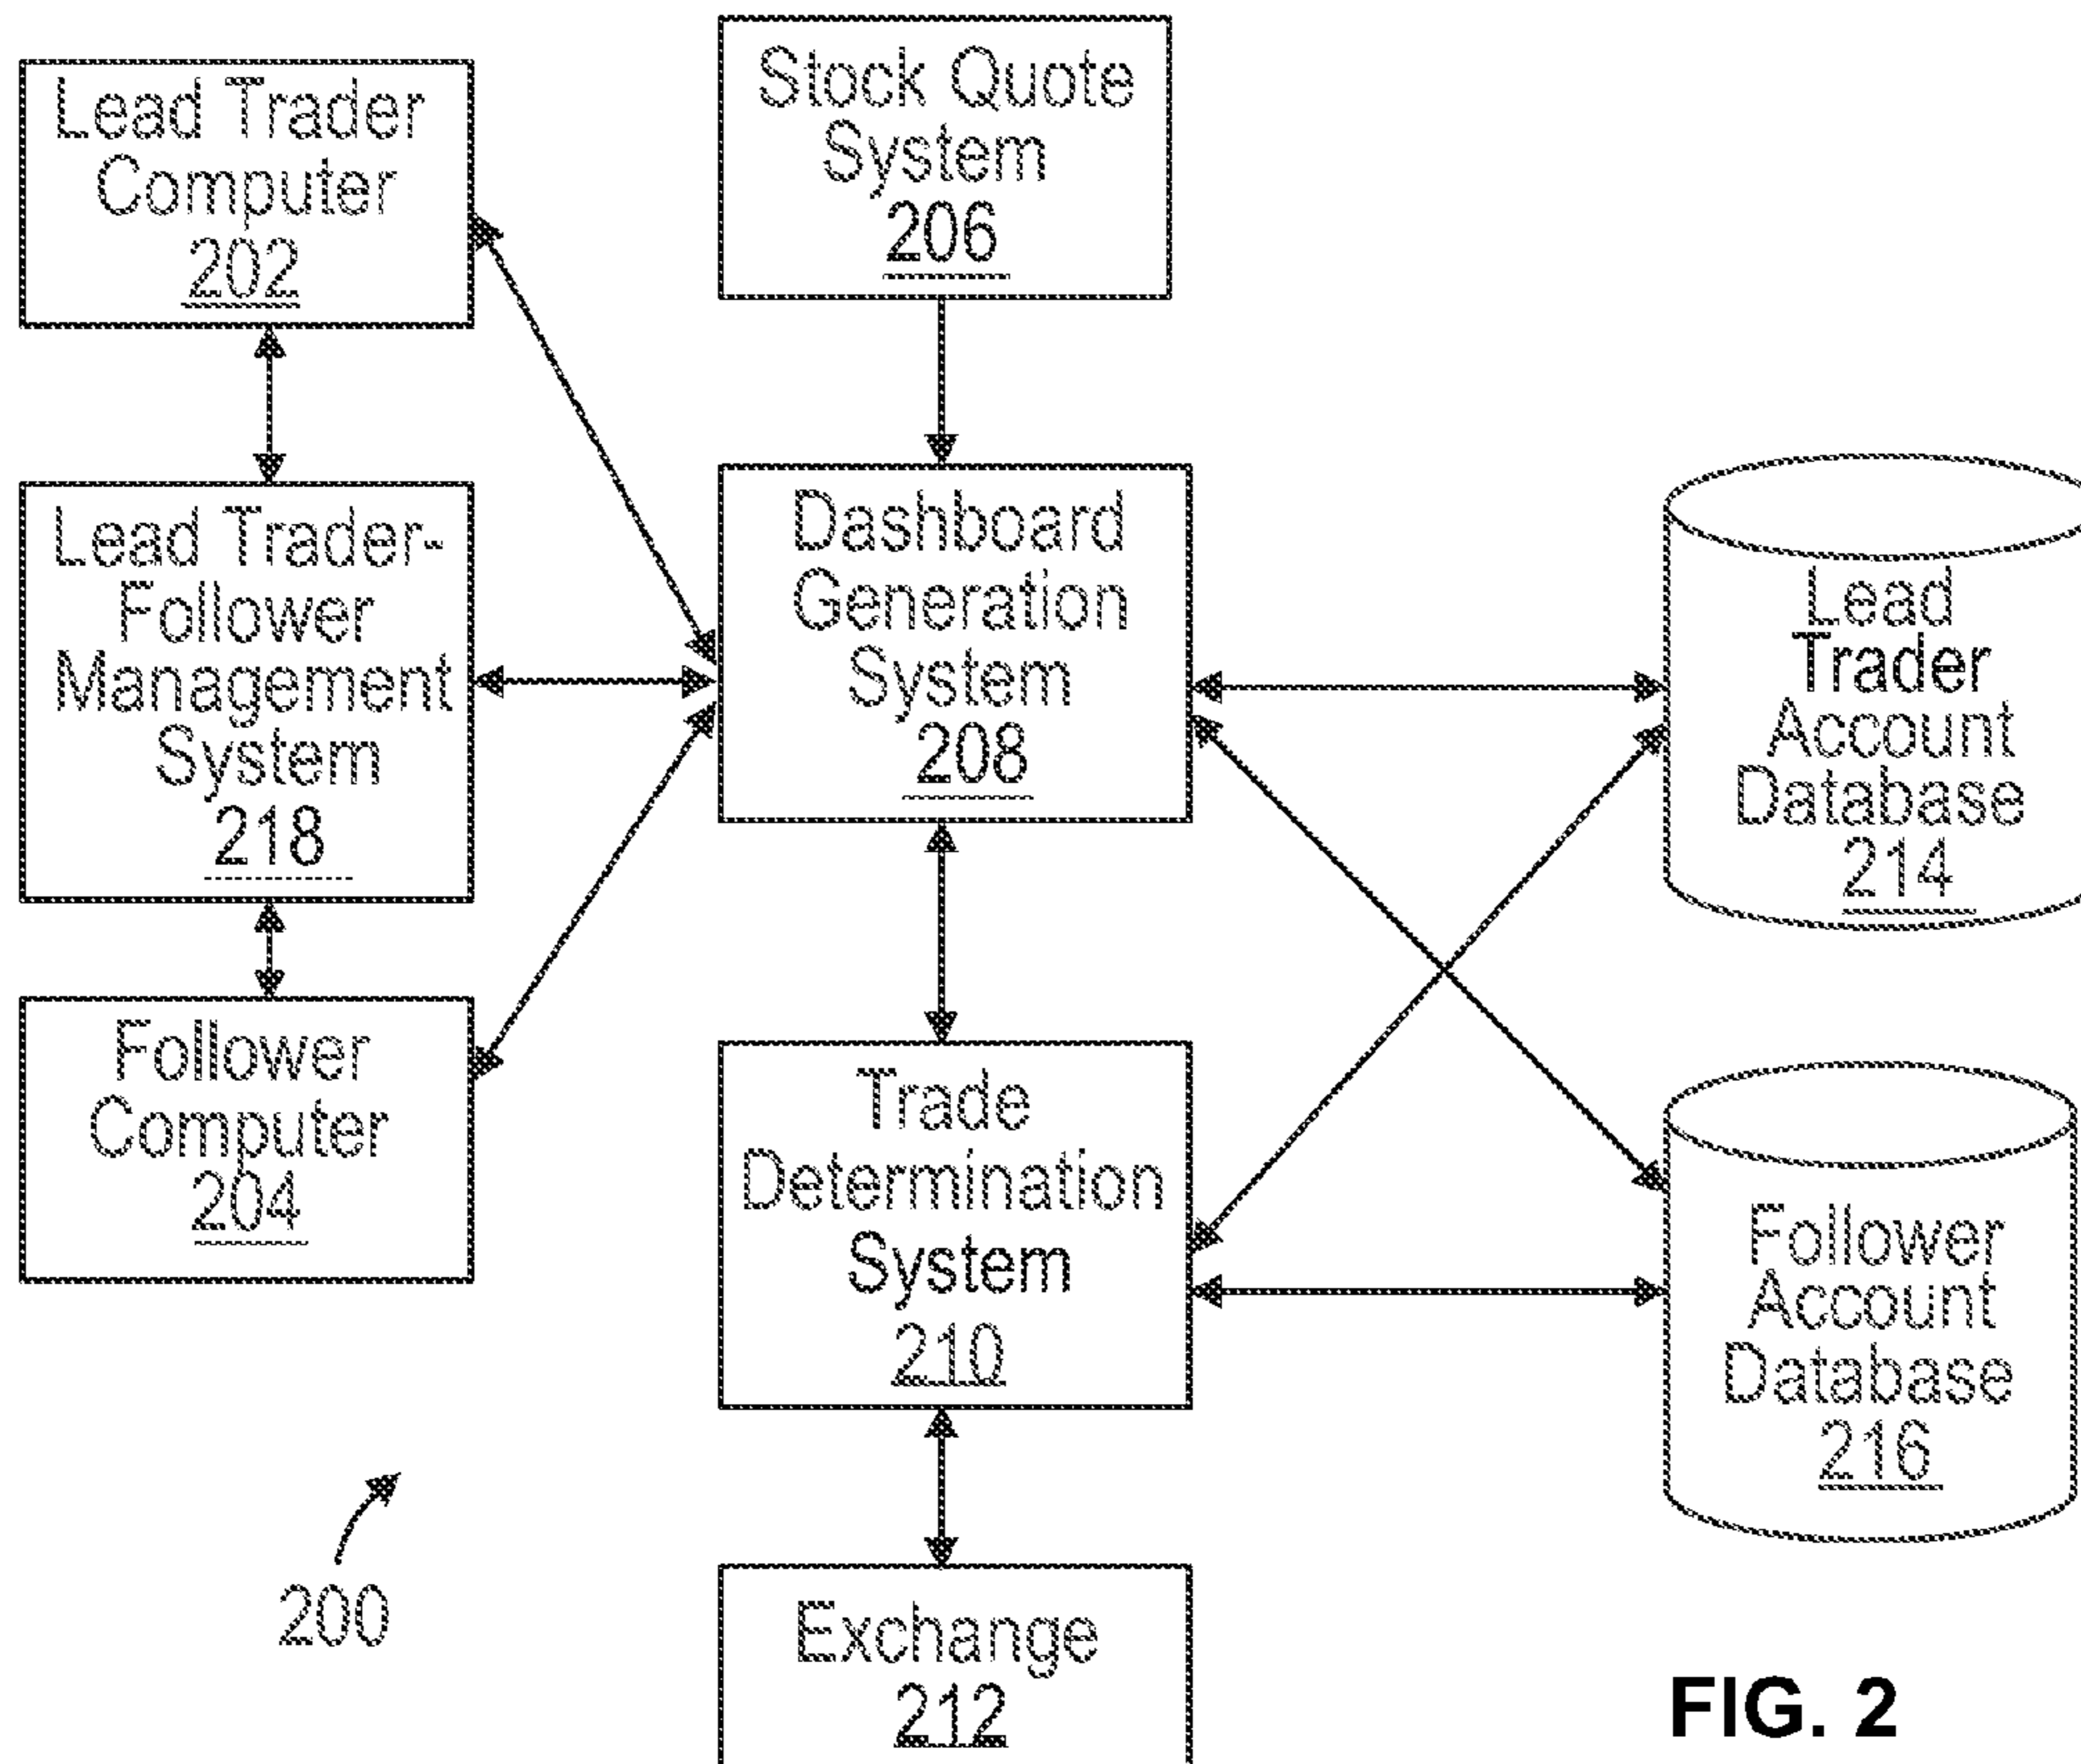 Lead Trader
Computer
202
Stock Quote
System
206
Lead Trader-
Follower
Management
System
218
Dashboard
Generation
System
208
Lead
Trader
Account
Database
214
Follower
Computer
204
Trade
Determination
System
210
Follower
Account
Database
216
200
Exchange
212
FIG. 2